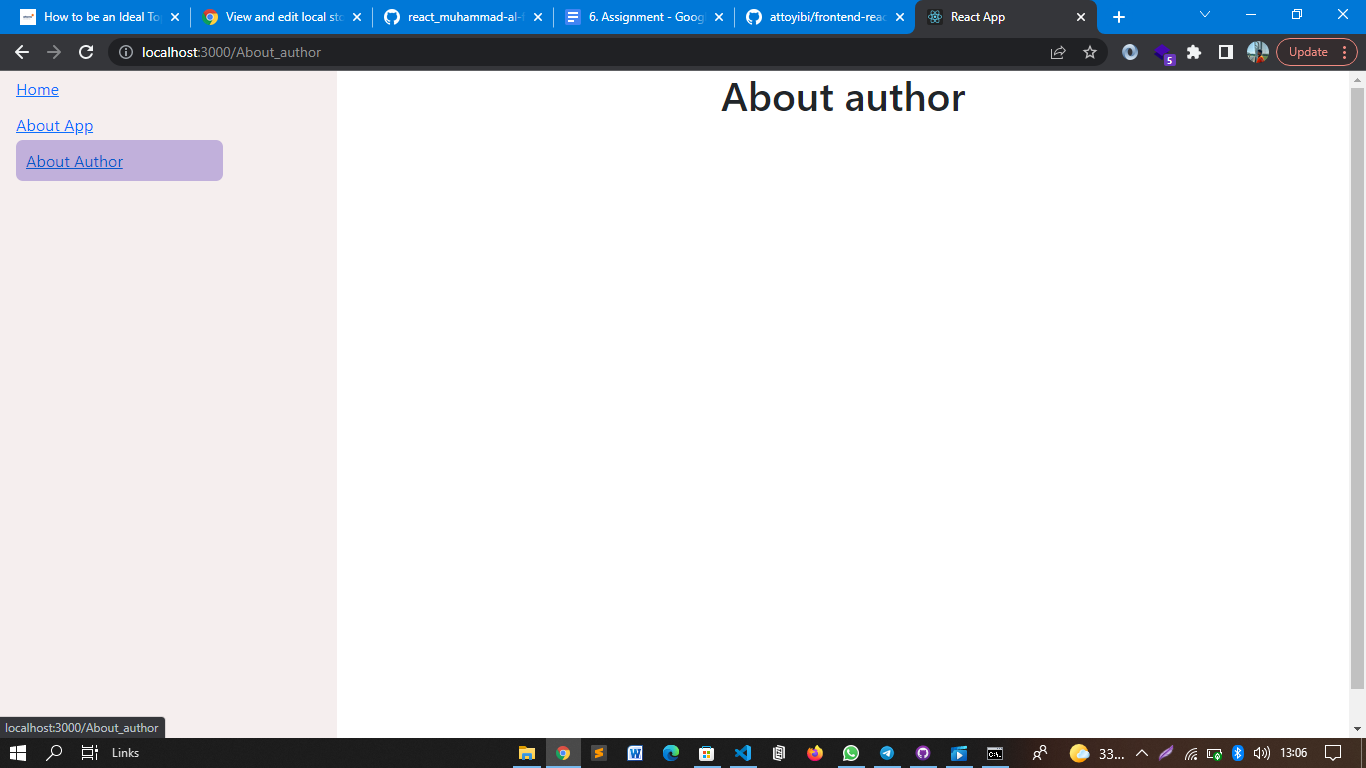 How to be an Ideal To
View and edit local sto
react_muhammad-al-f
6. Assignment - Goog
attoyibi/frontend-reac
React App
localhost:3000/About_author
5
Update
Home
About App
About Author
About author
localhost:3000/About_author
Links
33...
13:06